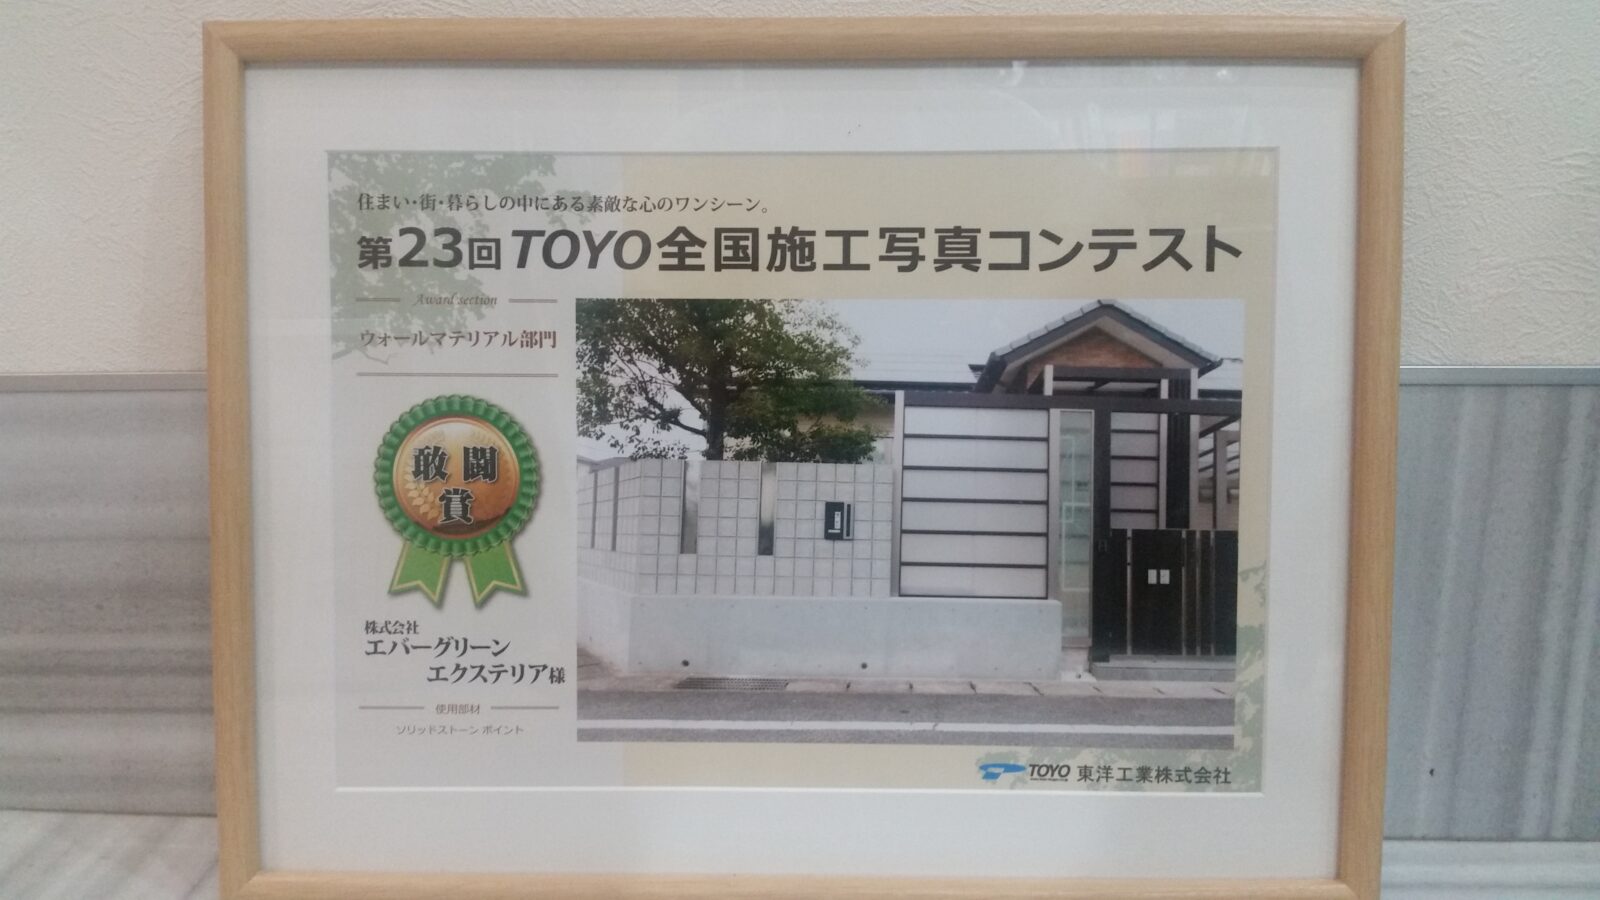 住まい・街・暮らしの中にある素敵な心のワンシーン。
第23回TOYO全国施工写真コンテスト
Award section
ウォールマテリアル部門
敢闘
賞
株式会社
エバーグリーン
エクステリア様
使用部材
ソリッドストーン ポイント
TOYO 東洋工業株式会社